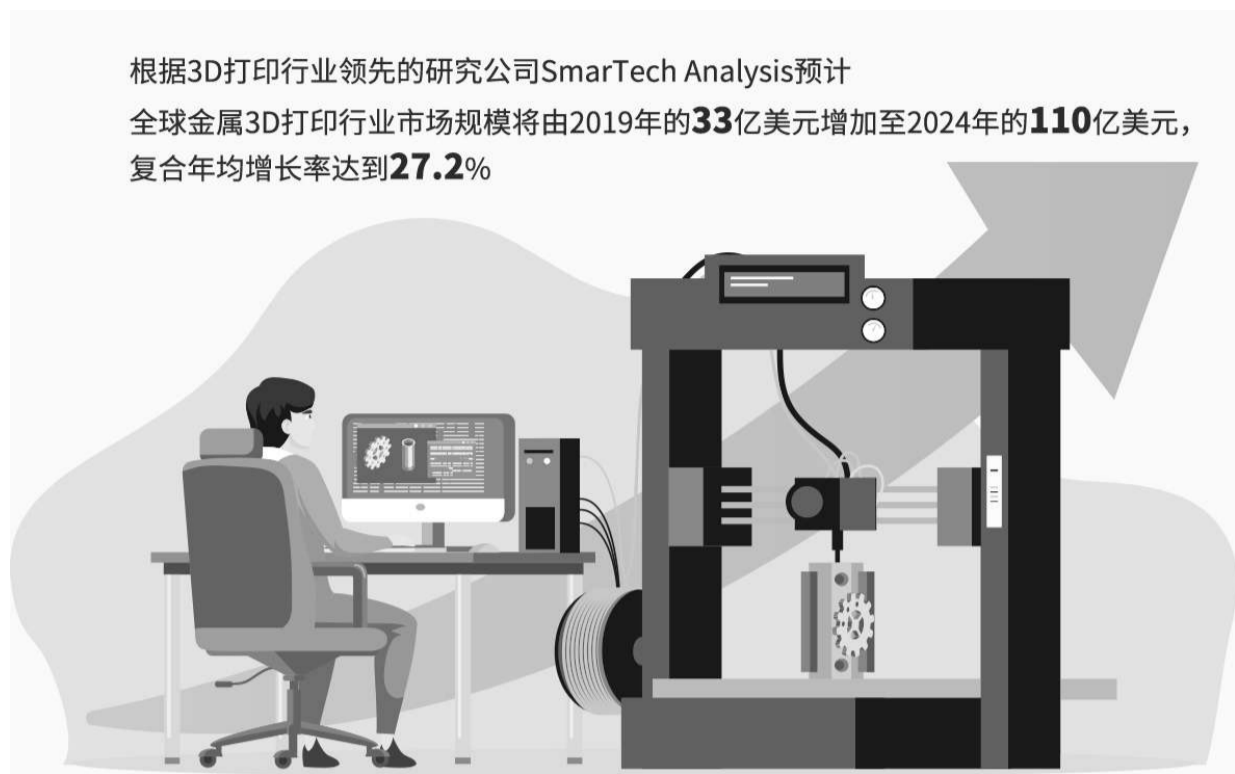 根据3D打印行业领先的研究公司SmarTech Analysis预计
全球金属3D打印行业市场规模将由2019年的33亿美元增加至2024年的110亿美元，
复合年均增长率达到27.2%